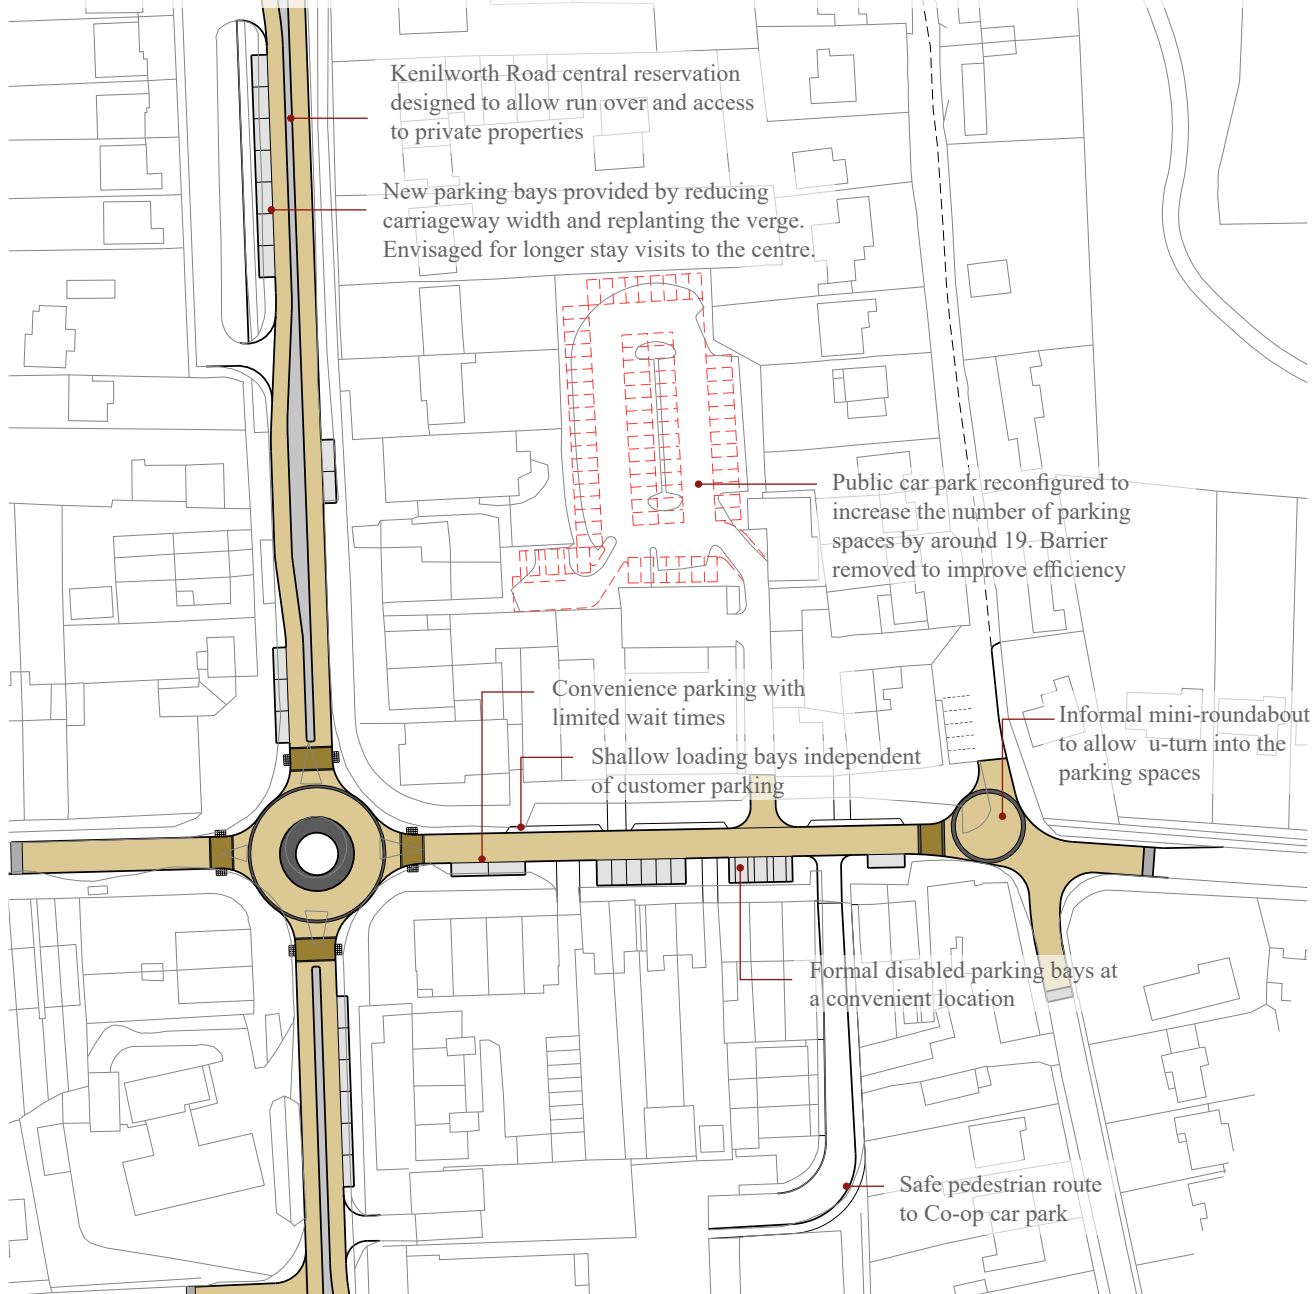 Kenilworth Road central reservation
designed to allow run over and access
to private properties
New parking bays provided by reducing
carriageway width and replanting the verge.
Envisaged for longer stay visits to the centre.
Public car park reconfigured to
increase the number of parking
spaces by around 19. Barrier
removed to improve efficiency
Convenience parking with
limited wait times
Shallow loading bays independent
of customer parking
Informal mini-roundabout
to allow u-turn into the
parking spaces
Formal disabled parking bays at
a convenient location
Safe pedestrian route
to Co-op car park